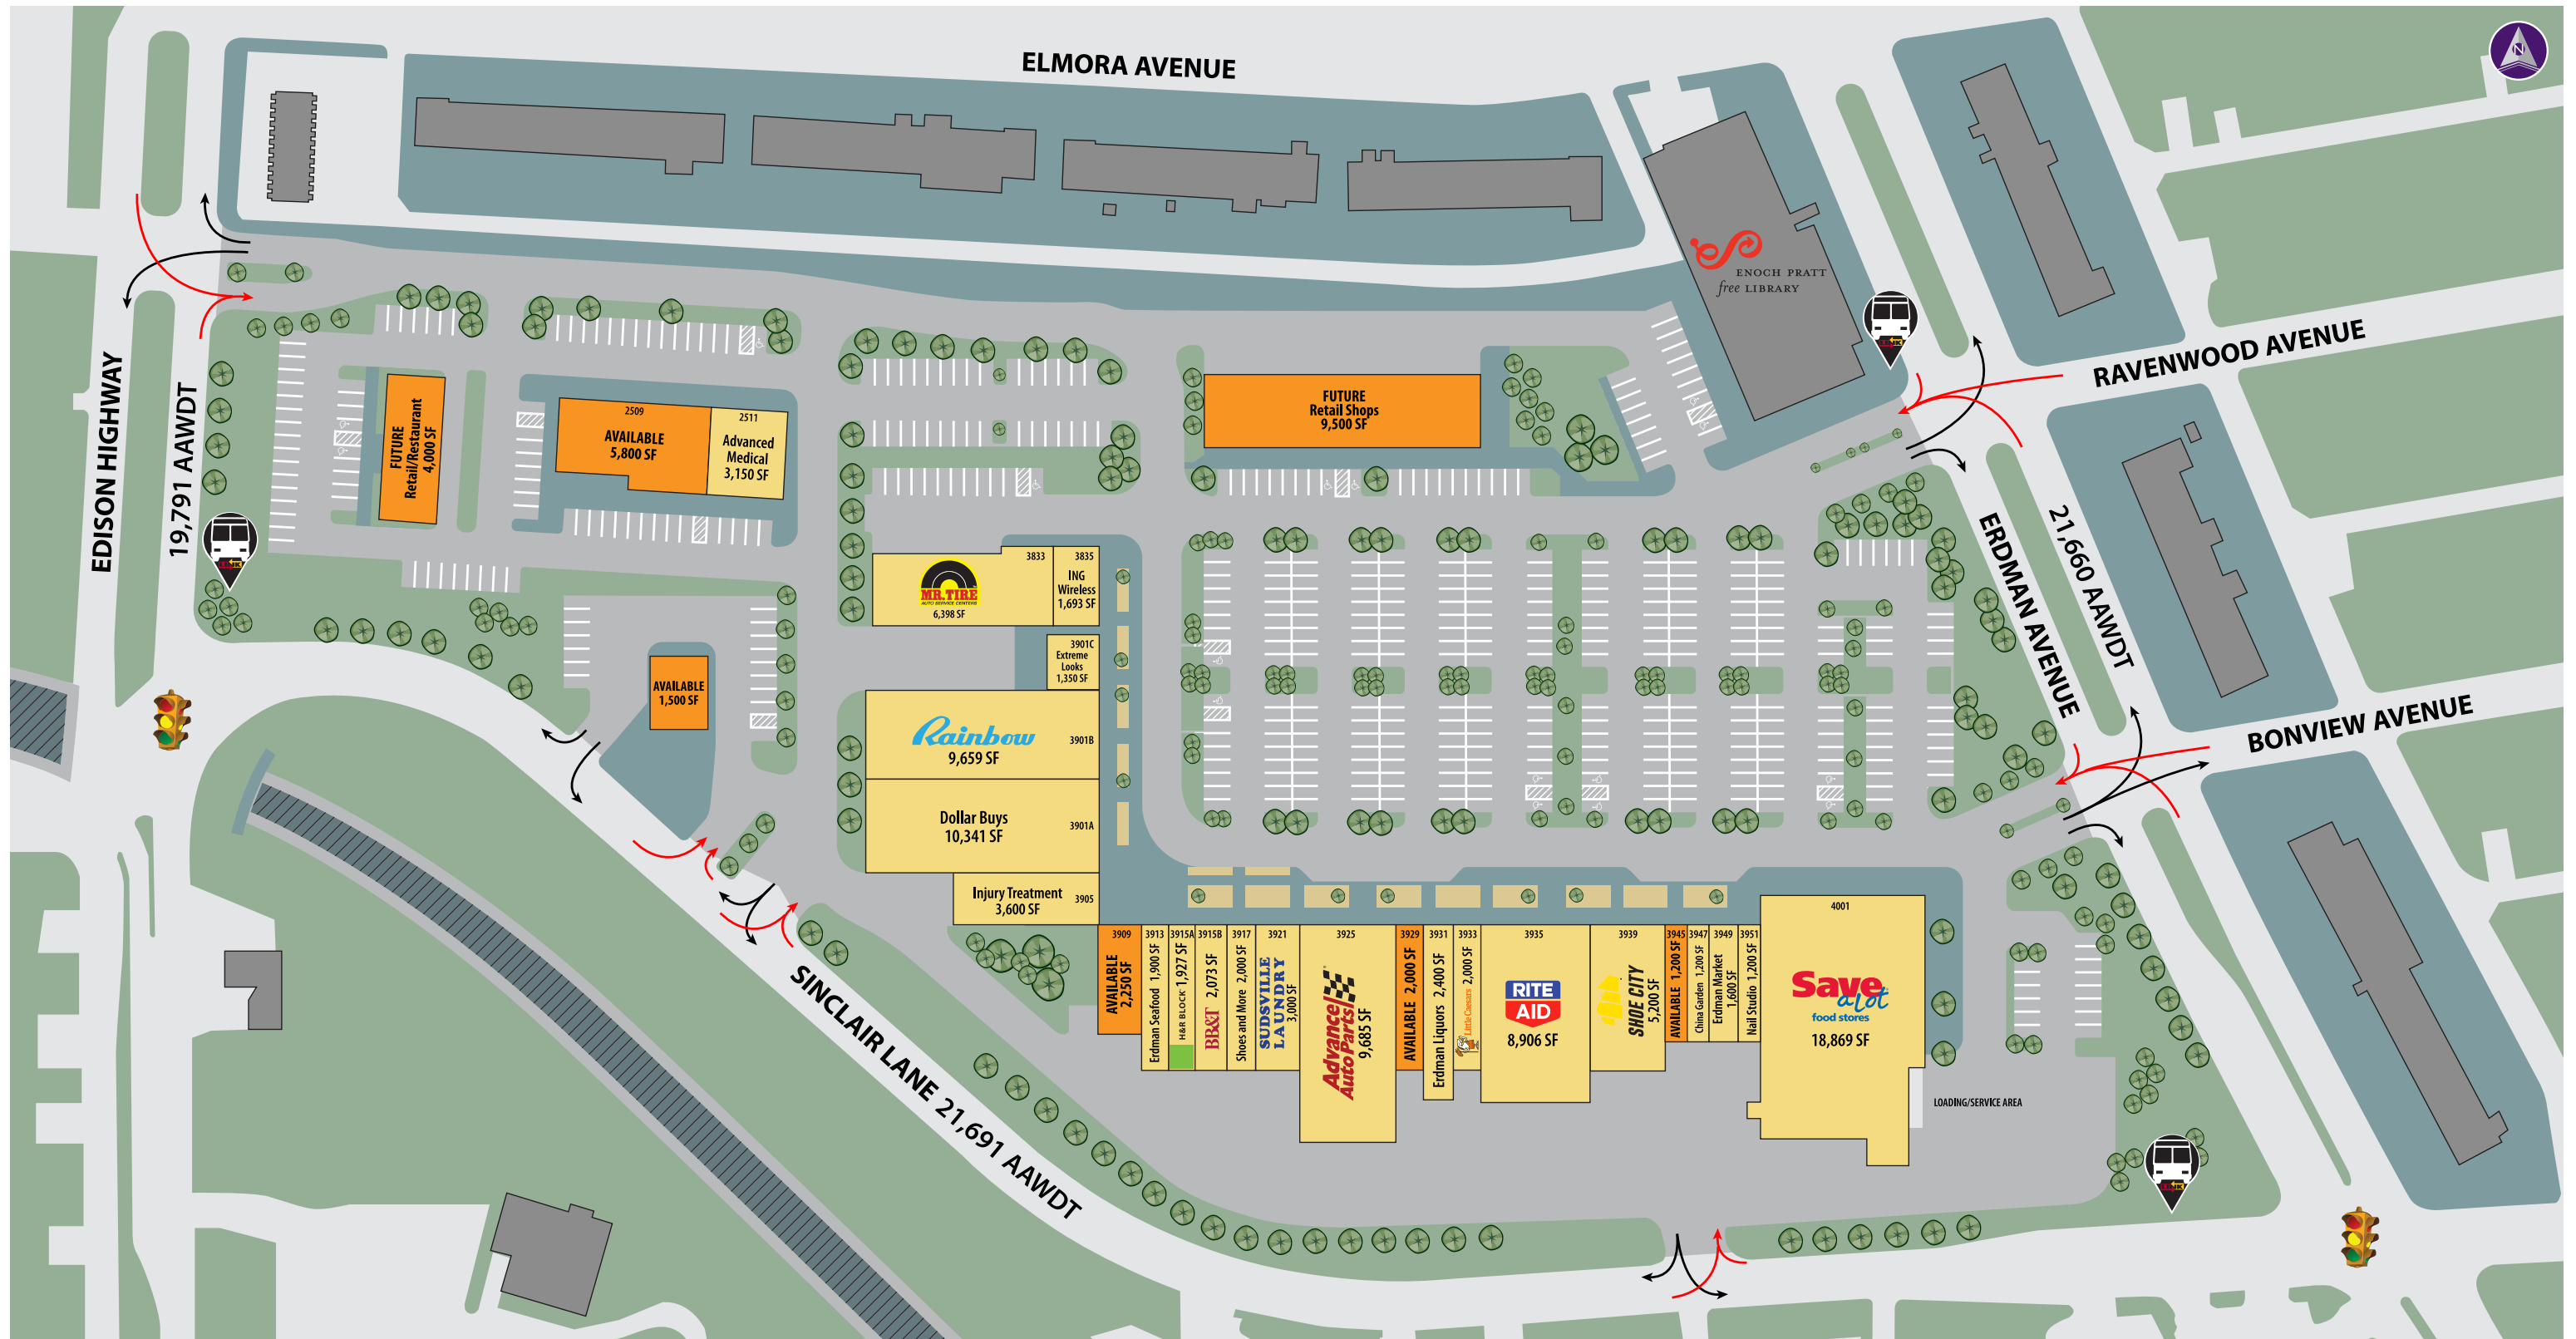 ELMORA AVENUE
N
ENOCH PRATT
free LIBRARY
RAVENWOOD AVENUE
EDISON HIGHWAY
19,791 AAWDT
FUTURE
Retail/Restaurant
4,000 SF
2509
AVAILABLE
5,800 SF
2511
Advanced
Medical
3,150 SF
FUTURE
Retail Shops
9,500 SF
ERDMAN AVENUE
21,660 AAWDT
BONVIEW AVENUE
3833
MR. TIRE
AUTO SERVICE CENTERS
6,398 SF
3835
ING
Wireless
1,693 SF
3901C
Extreme
Looks
1,350 SF
AVAILABLE
1,500 SF
Rainbow
9,659 SF
3901B
Dollar Buys
10,341 SF
3901A
Injury Treatment
3,600 SF
3905
3909
AVAILABLE
2,250 SF
3913
Erdman Seafood 1,900 SF
3915A
H&R BLOCK 1,927 SF
3915B
BB&T 2,073 SF
3917
Shoes and More 2,000 SF
3921
SUDSVILLE
LAUNDRY
3,000 SF
3925
Advance
Auto Parts
9,685 SF
3929
AVAILABLE 2,000 SF
3931
Erdman Liquors 2,400 SF
3933
Little Caesars 2,000 SF
3935
RITE
AID
8,906 SF
3939
SHOE CITY
5,200 SF
3945
AVAILABLE 1,200 SF
3947
China Garden 1,200 SF
3949
Erdman Market
1,600 SF
3951
Nail Studio 1,200 SF
4001
Save
a lot
food stores
18,869 SF
LOADING/SERVICE AREA
SINCLAIR LANE 21,691 AAWDT